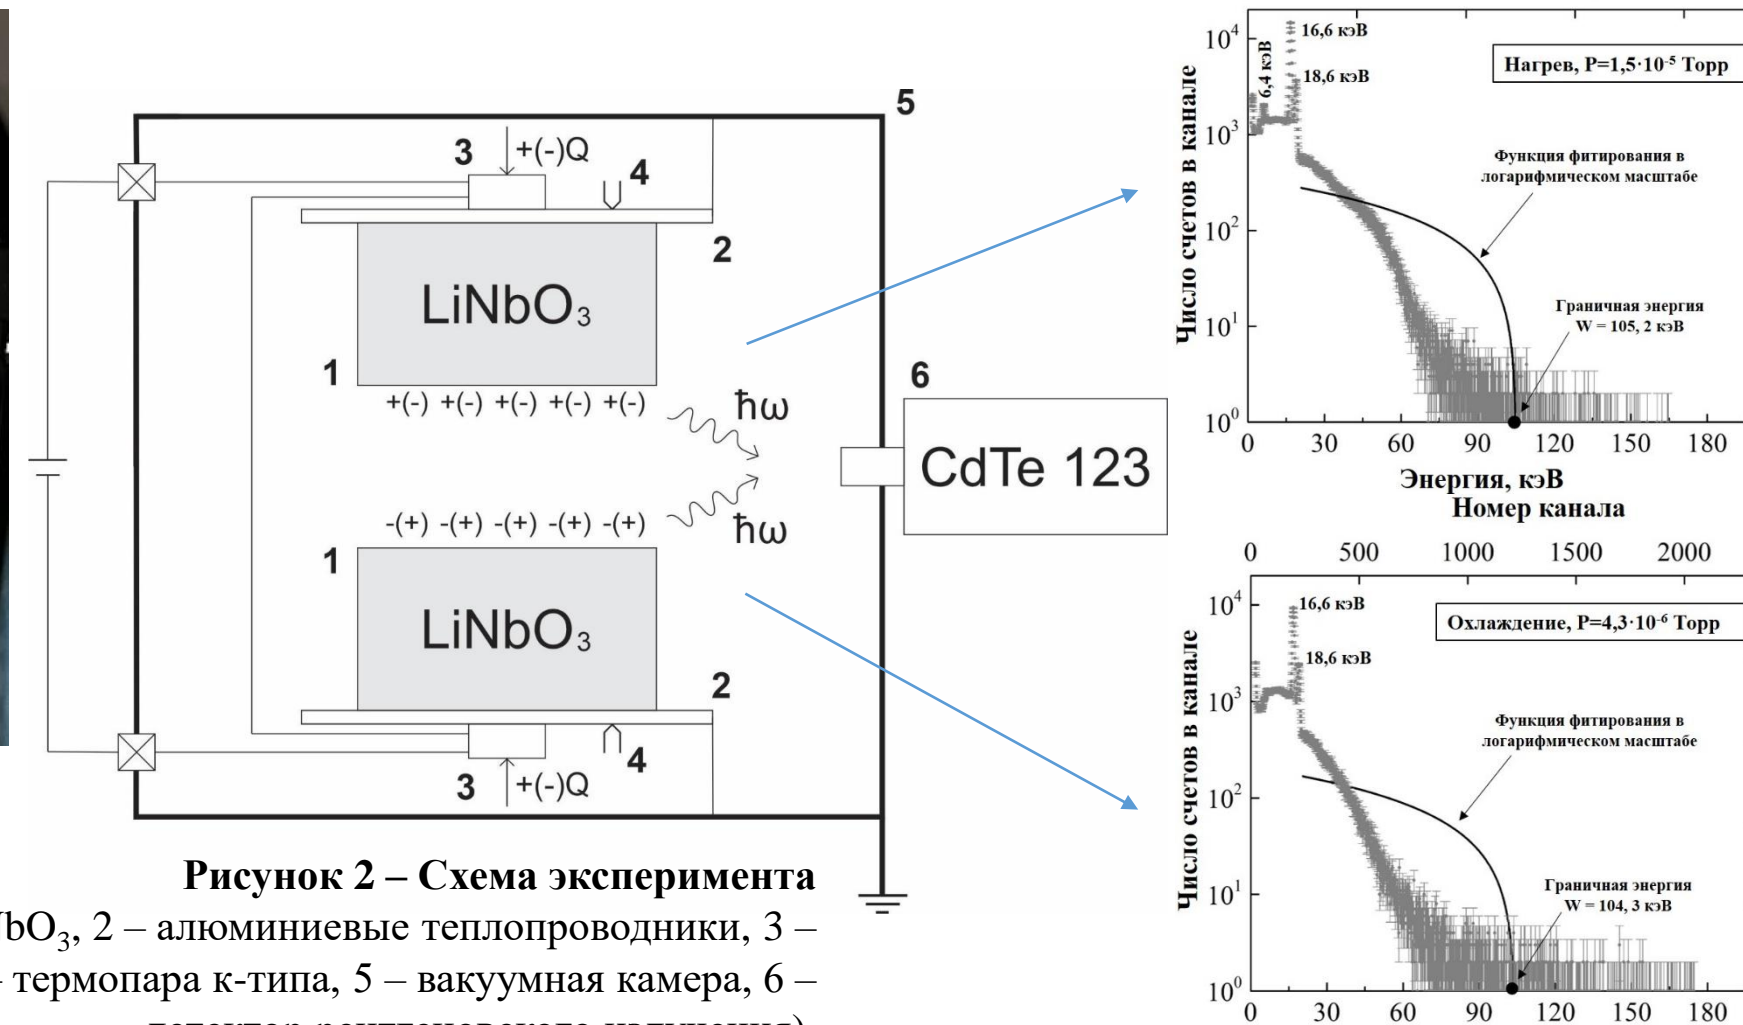 5
3
+(-)Q
4
2
LiNbO₃
1
+(-) +(-) +(-) +(-) +(-)
ħω
6
CdTe 123
-(+) -(+) -(+) -(+) -(+)
ħω
1
LiNbO₃
2
4
3
+(-)Q
Рисунок 2 – Схема эксперимента
bO₃, 2 – алюминиевые теплопроводники, 3 –
– термопара к-типа, 5 – вакуумная камера, 6 –
детектор рентгеновского излучения)
Число счетов в канале
10⁴
10³
10²
10¹
10⁰
6,4 кэВ
16,6 кэВ
18,6 кэВ
Нагрев, P=1,5·10⁻⁵ Торр
Функция фитирования в
логарифмическом масштабе
Граничная энергия
W = 105, 2 кэВ
0 30 60 90 120 150 180
Энергия, кэВ
Номер канала
0 500 1000 1500 2000
Число счетов в канале
10⁴
10³
10²
10¹
10⁰
16,6 кэВ
18,6 кэВ
Охлаждение, P=4,3·10⁻⁶ Торр
Функция фитирования в
логарифмическом масштабе
Граничная энергия
W = 104, 3 кэВ
0 30 60 90 120 150 180